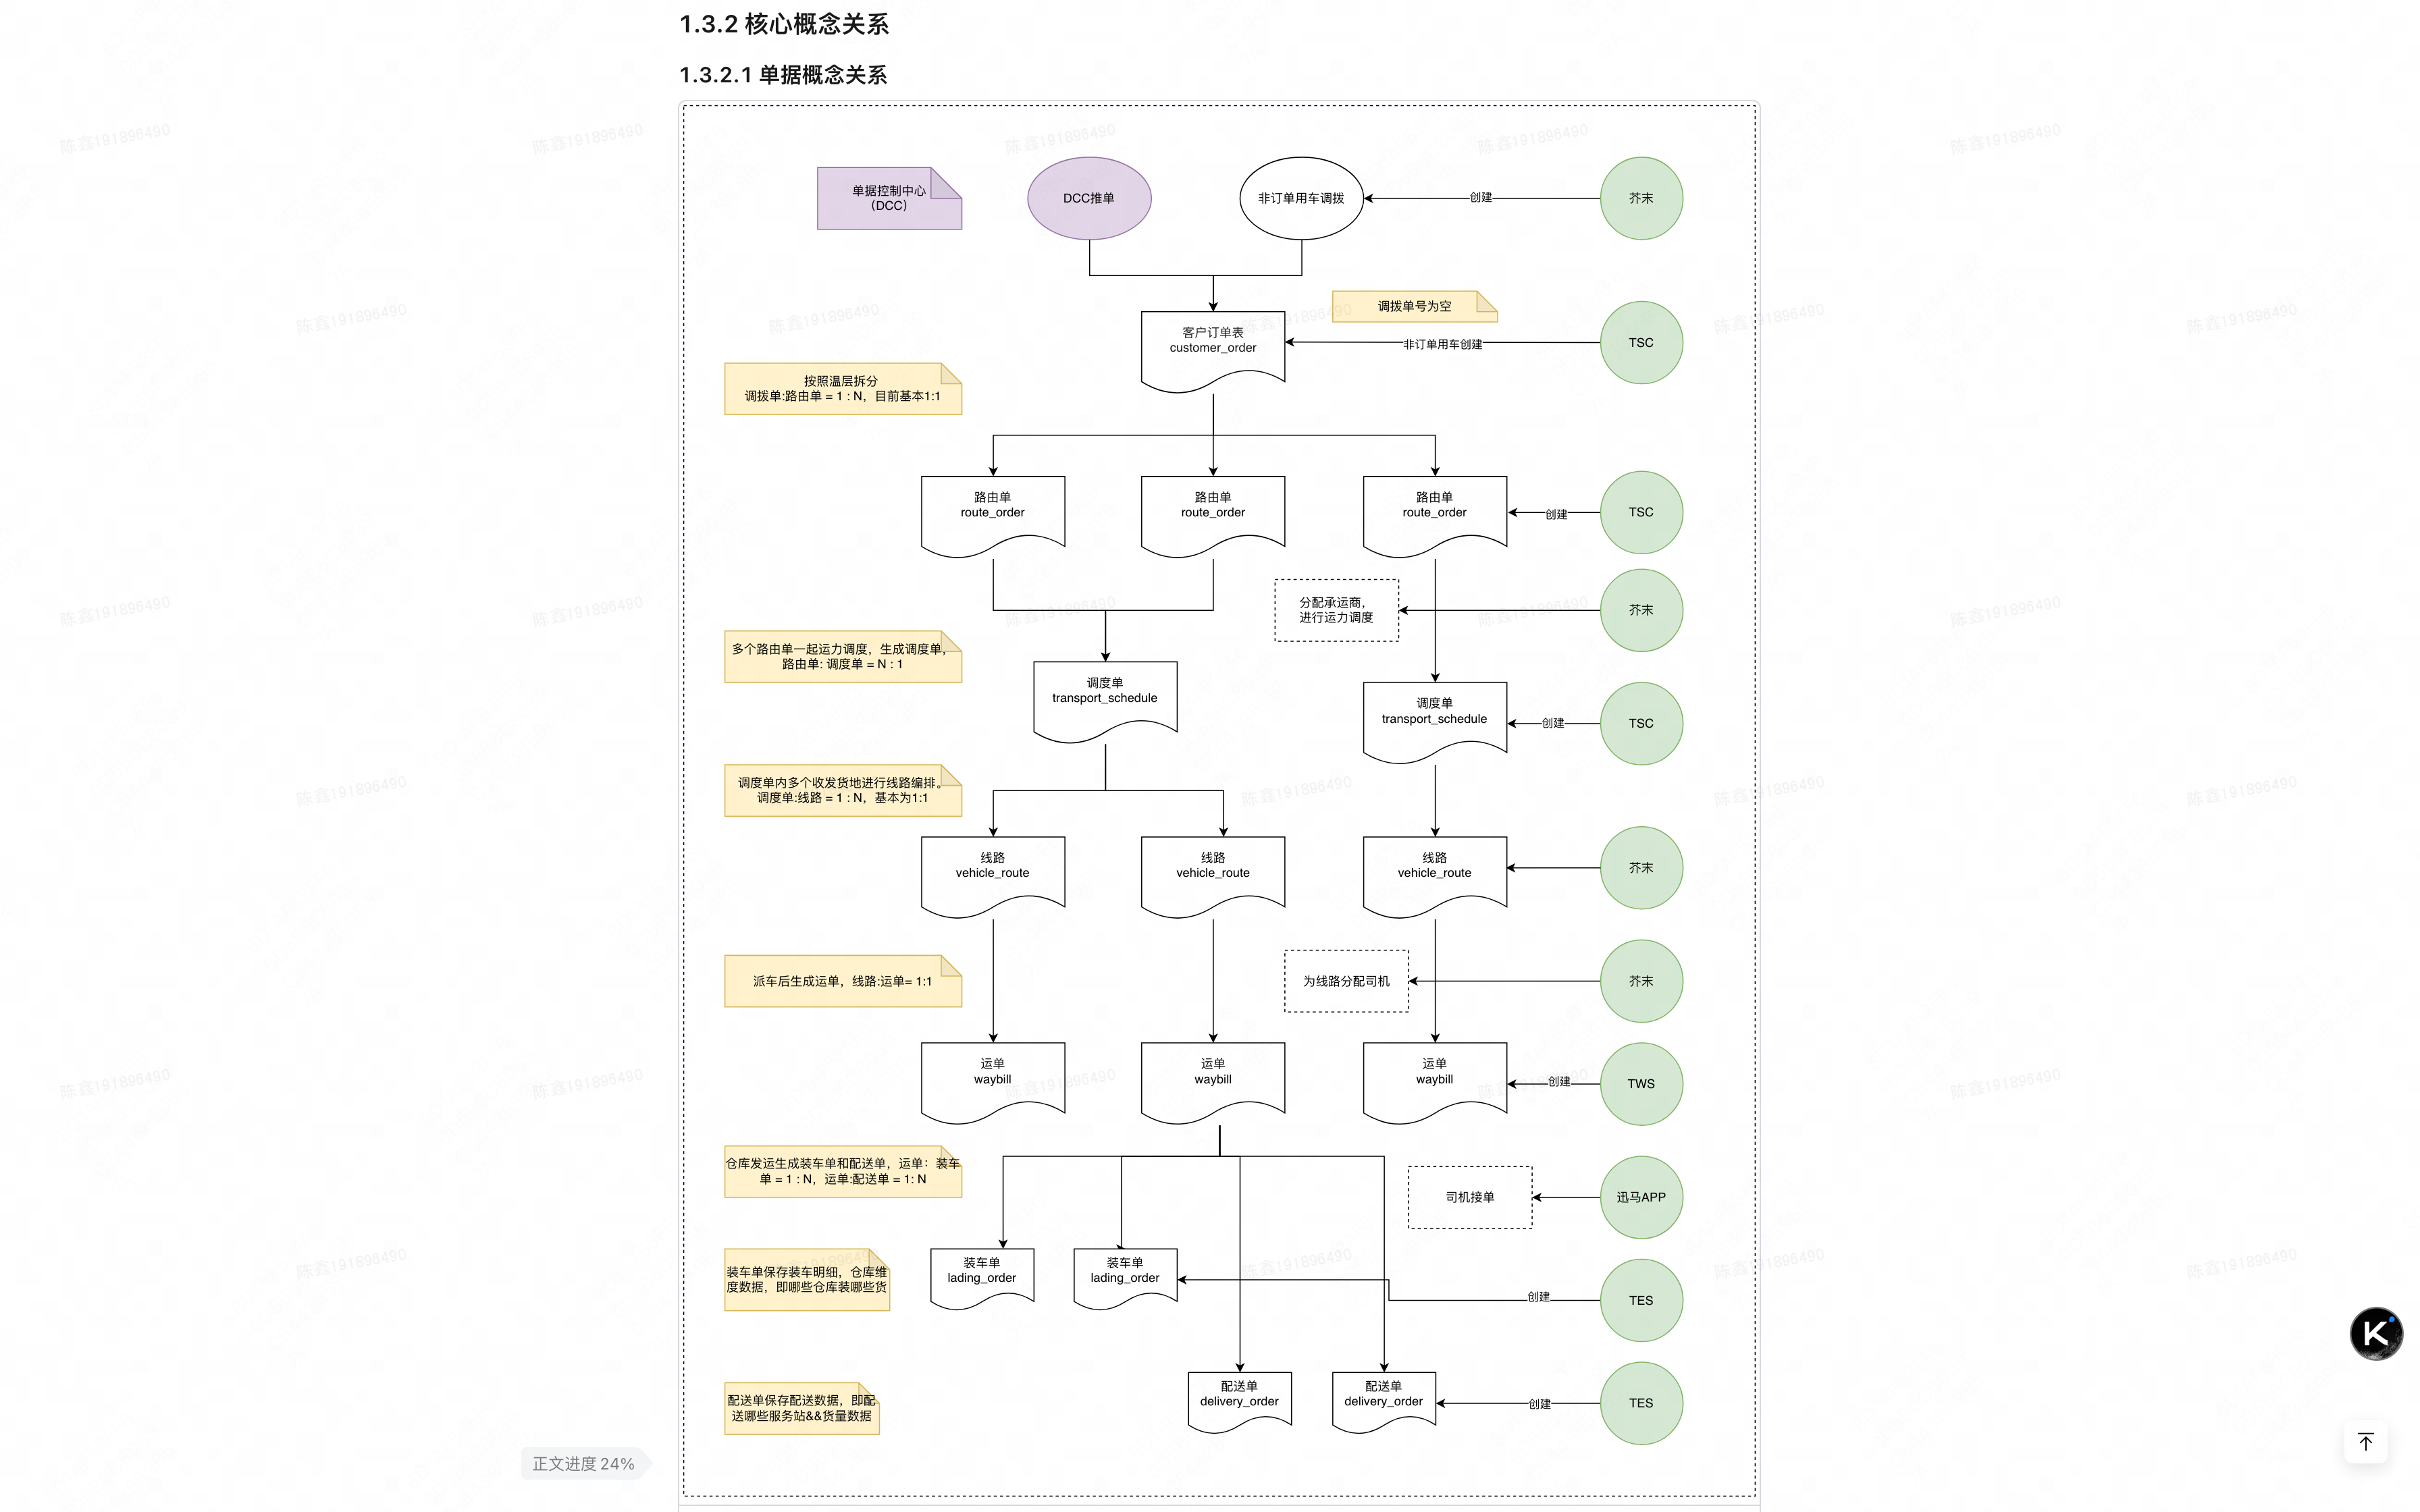 1.3.2 核心概念关系
1.3.2.1 单据概念关系
单据控制中心
（DCC）
DCC推单
非订单用车调拨
创建
芥末
调拨单号为空
客户订单表
customer_order
非订单用车创建
TSC
按照温层拆分
调拨单:路由单 = 1 : N，目前基本1:1
路由单
route_order
路由单
route_order
路由单
route_order
创建
TSC
分配承运商，
进行运力调度
芥末
多个路由单一起运力调度，生成调度单，
路由单: 调度单 = N : 1
调度单
transport_schedule
调度单
transport_schedule
创建
TSC
调度单内多个收发货地进行线路编排。
调度单:线路 = 1 : N，基本为1:1
线路
vehicle_route
线路
vehicle_route
线路
vehicle_route
芥末
派车后生成运单，线路:运单= 1:1
为线路分配司机
芥末
运单
waybill
运单
waybill
运单
waybill
创建
TWS
仓库发运生成装车单和配送单，运单：装车
单 = 1 : N，运单:配送单 = 1: N
司机接单
迅马APP
装车单保存装车明细，仓库维
度数据，即哪些仓库装哪些货
装车单
lading_order
装车单
lading_order
创建
TES
配送单保存配送数据，即配
送哪些服务站&&货量数据
配送单
delivery_order
配送单
delivery_order
创建
TES
正文进度 24%
K
陈鑫191896490